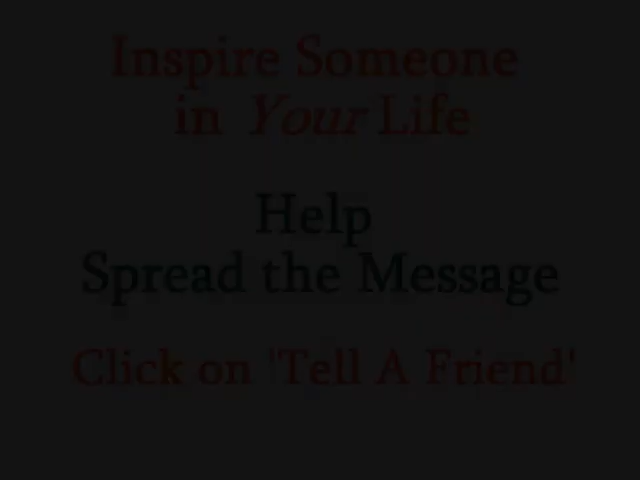 Inspire Someone
in Your Life
Help
Spread the Message
Click on 'Tell A Friend'